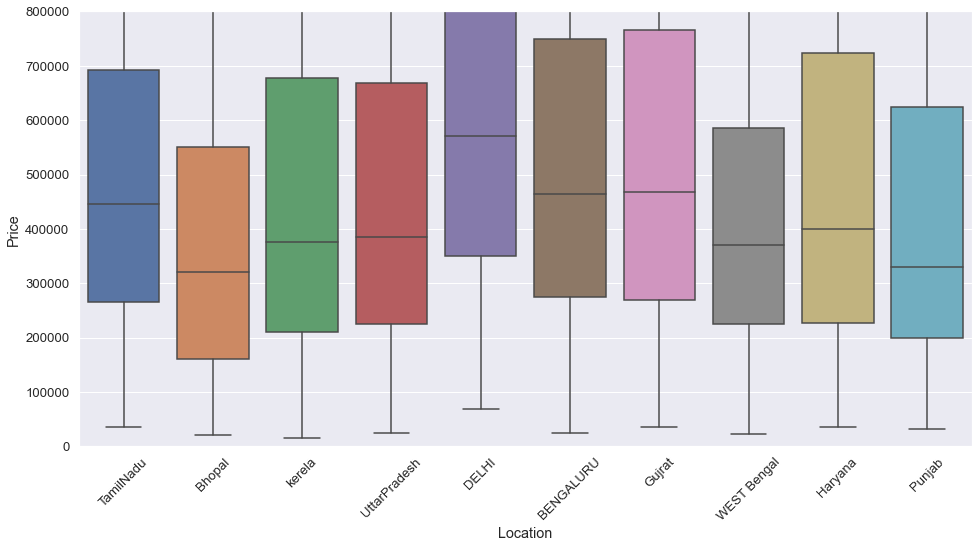 800000
700000
600000
500000
400000
300000
200000
100000
0
Price
TamilNadu
Bhopal
kerela
UttarPradesh
DELHI
BENGALURU
Gujrat
WEST Bengal
Haryana
Punjab
Location